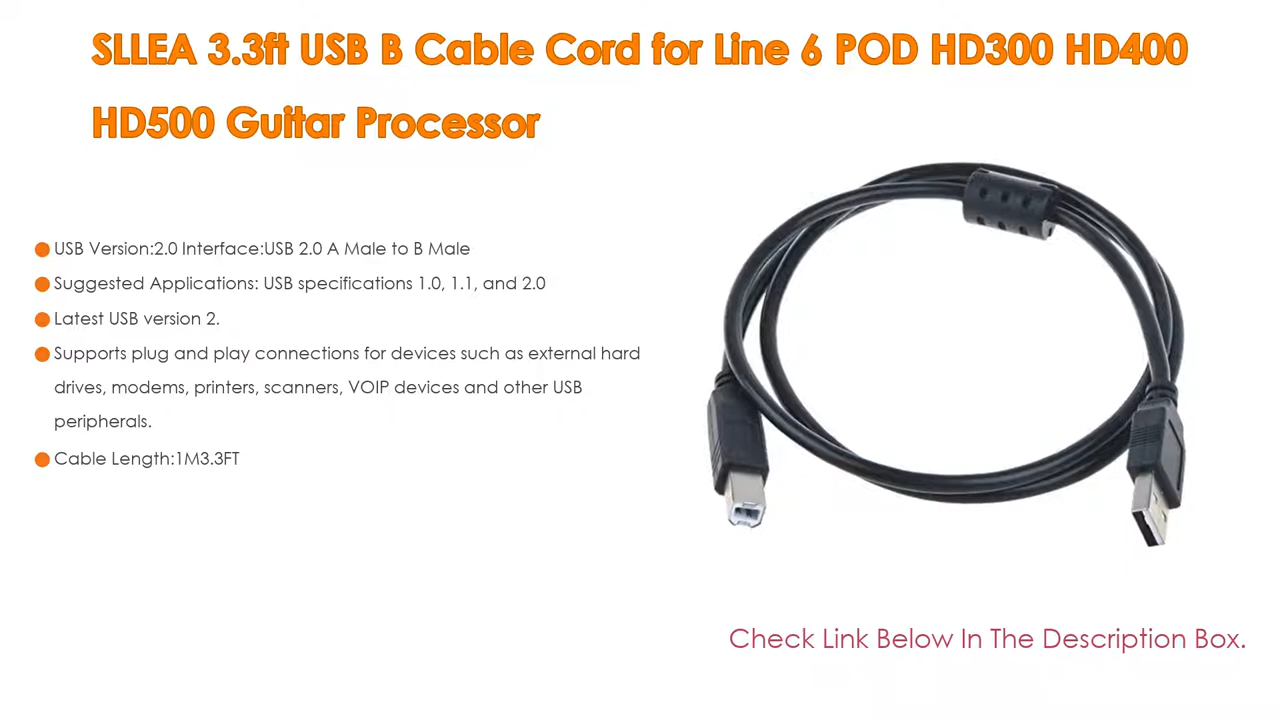 SLLEA 3.3ft USB B Cable Cord for Line 6 POD HD300 HD400
HD500 Guitar Processor
USB Version:2.0 Interface:USB 2.0 A Male to B Male
Suggested Applications: USB specifications 1.0, 1.1, and 2.0
Latest USB version 2.
Supports plug and play connections for devices such as external hard
drives, modems, printers, scanners, VOIP devices and other USB
peripherals.
Cable Length:1M3.3FT
Check Link Below In The Description Box.